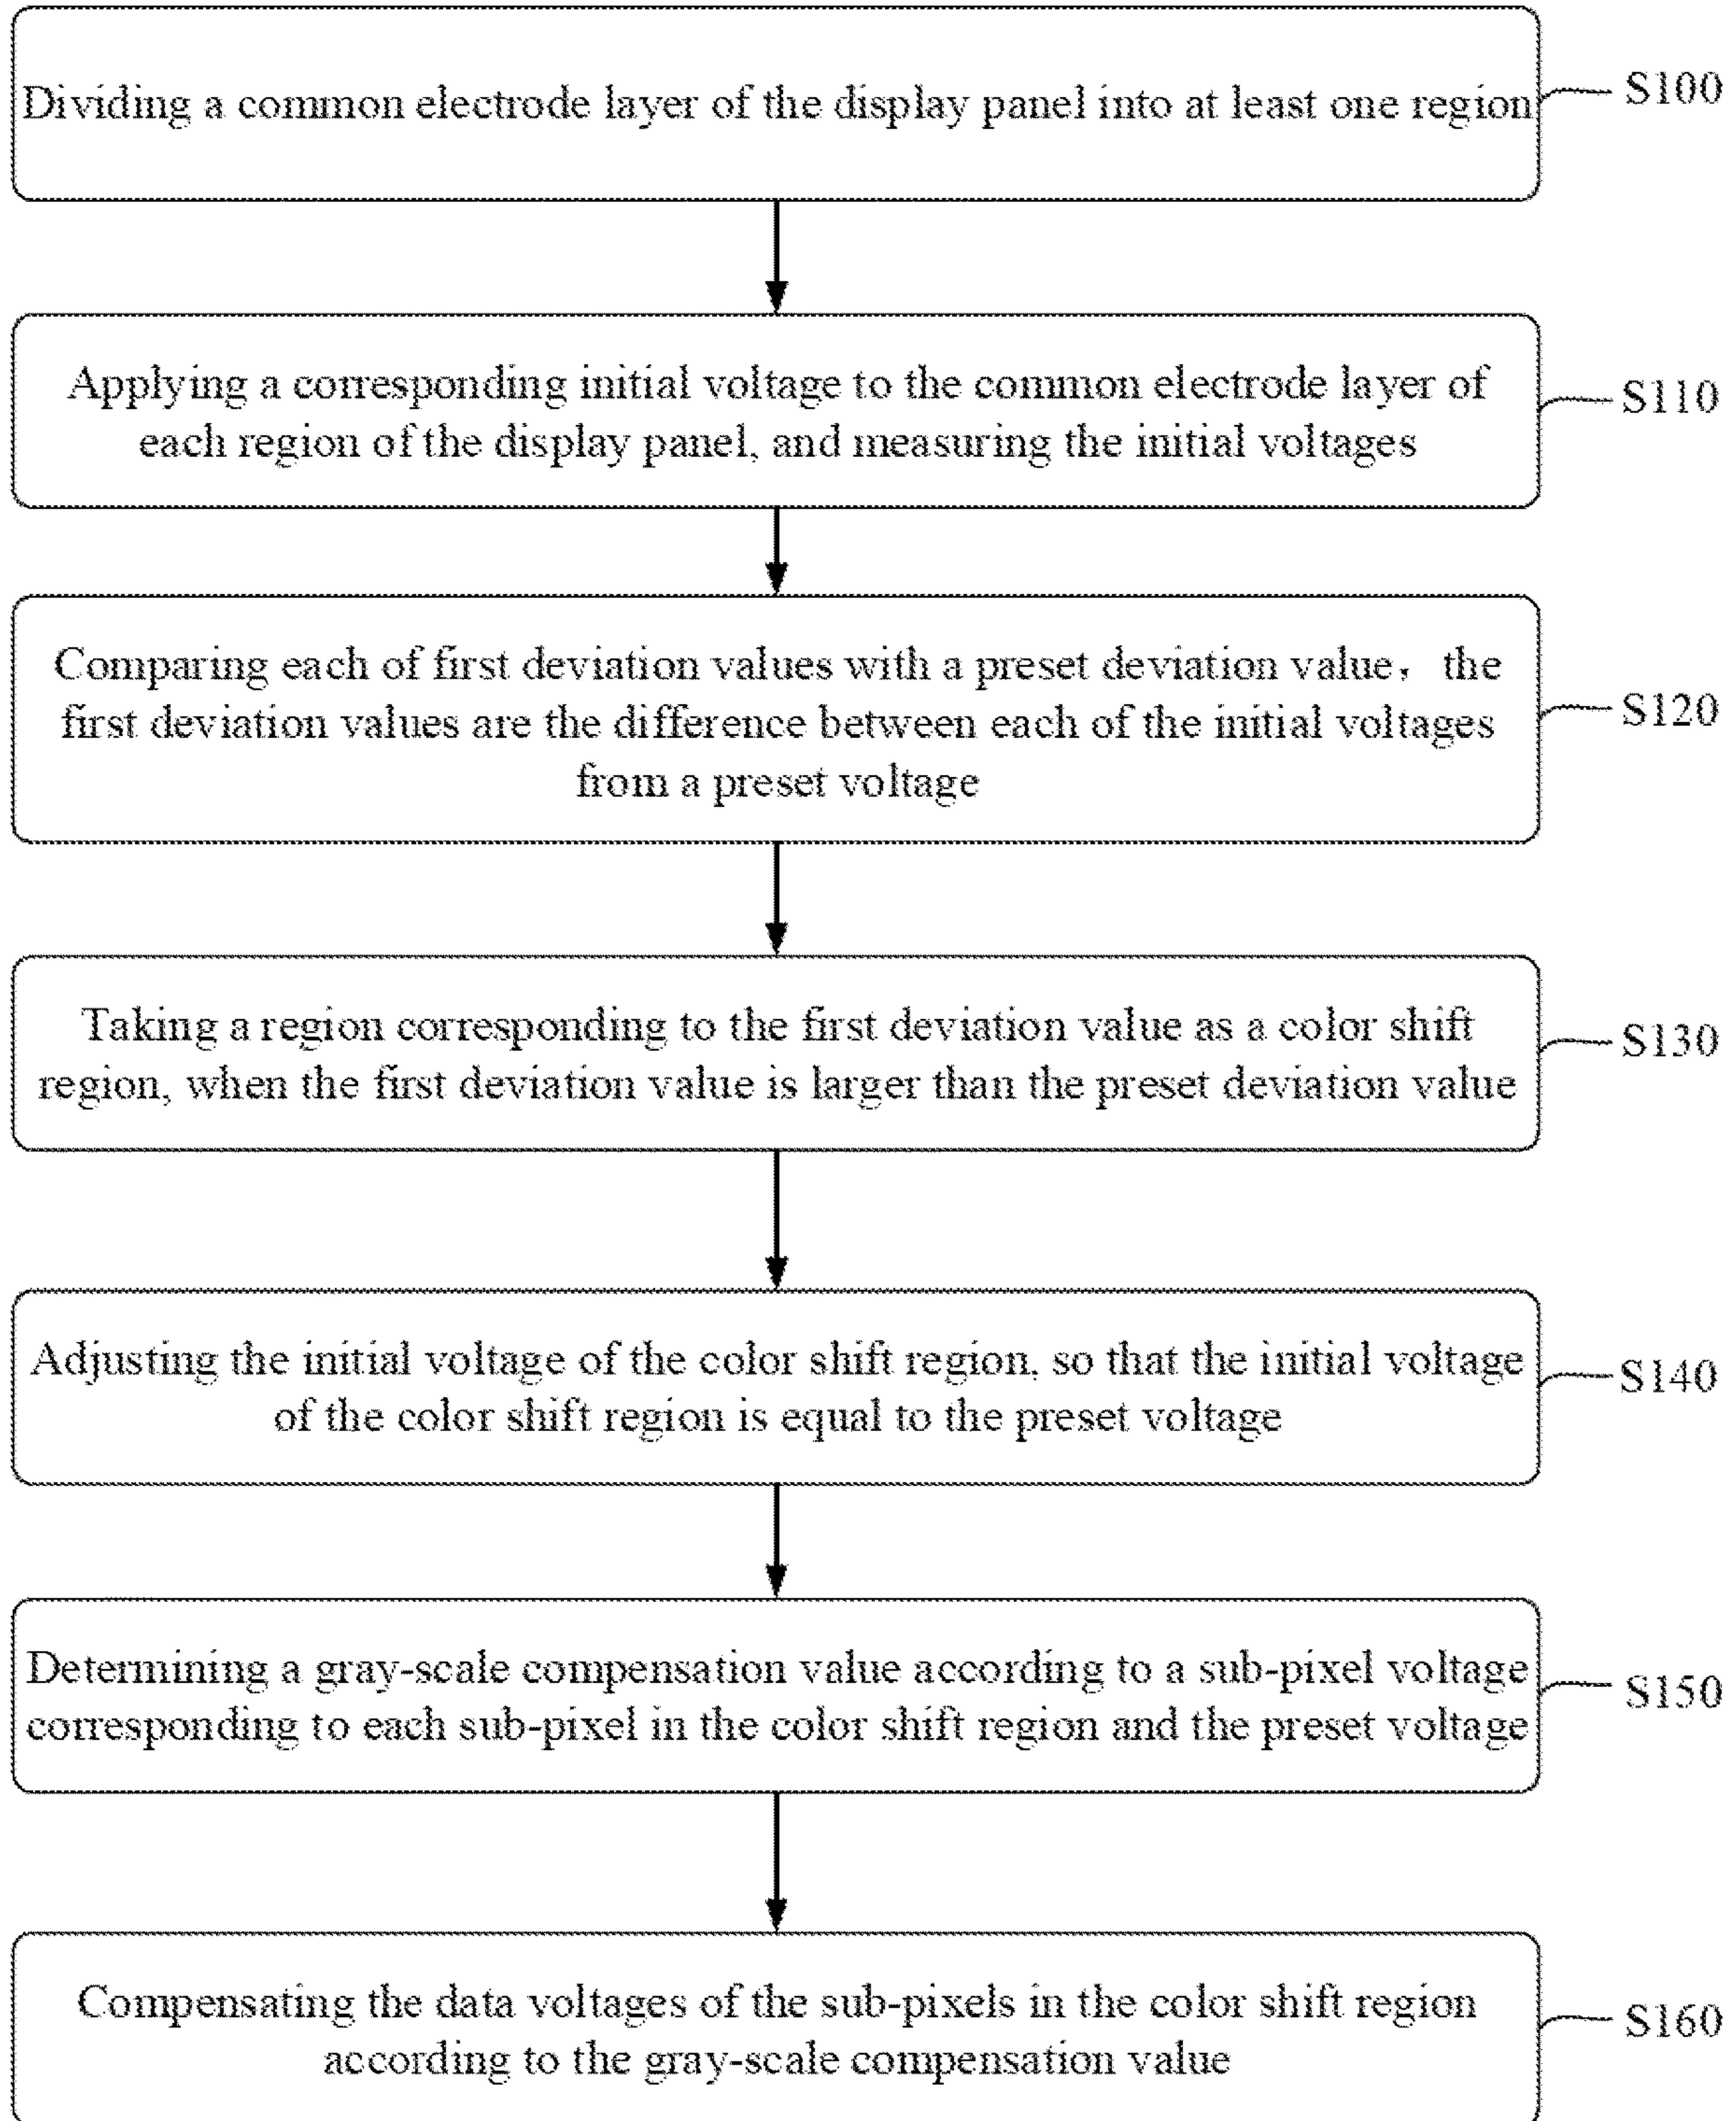 Dividing a common electrode layer of the display panel into at least one region
S100
Applying a corresponding initial voltage to the common electrode layer of
each region of the display panel, and measuring the initial voltages
S110
Comparing each of first deviation values with a preset deviation value, the
first deviation values are the difference between each of the initial voltages
from a preset voltage
S120
Taking a region corresponding to the first deviation value as a color shift
region, when the first deviation value is larger than the preset deviation value
S130
Adjusting the initial voltage of the color shift region, so that the initial voltage
of the color shift region is equal to the preset voltage
S140
Determining a gray-scale compensation value according to a sub-pixel voltage
corresponding to each sub-pixel in the color shift region and the preset voltage
S150
Compensating the data voltages of the sub-pixels in the color shift region
according to the gray-scale compensation value
S160